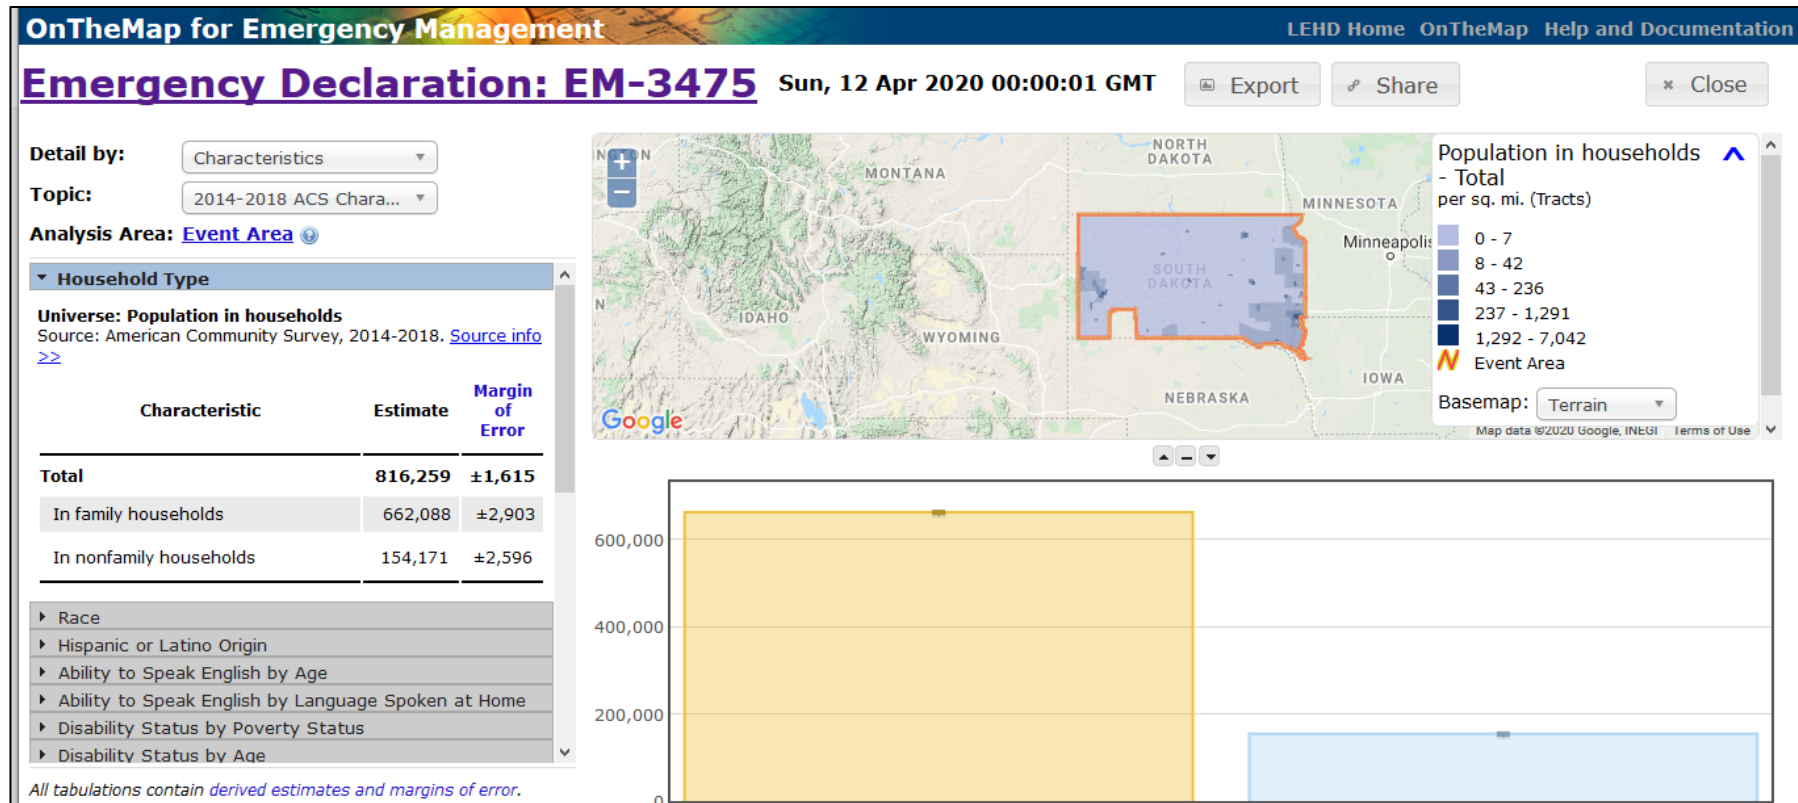 OnTheMap for Emergency Management
LEHD Home OnTheMap Help and Documentation
Emergency Declaration: EM-3475 Sun, 12 Apr 2020 00:00:01 GMT Export Share × Close
Detail by: Characteristics
Topic: 2014-2018 ACS Chara...
Analysis Area: Event Area ?
Household Type
Universe: Population in households
Source: American Community Survey, 2014-2018. Source info
>>
Characteristic Estimate Margin of Error
Total 816,259 ±1,615
In family households 662,088 ±2,903
In nonfamily households 154,171 ±2,596
Race
Hispanic or Latino Origin
Ability to Speak English by Age
Ability to Speak English by Language Spoken at Home
Disability Status by Poverty Status
Disability Status by Age
All tabulations contain derived estimates and margins of error.
+
−
NGTON
MONTANA
NORTH
DAKOTA
MINNESOTA
Minneapolis
SOUTH
DAKOTA
N
IDAHO
WYOMING
IOWA
NEBRASKA
Google
Population in households
- Total
per sq. mi. (Tracts)
0 - 7
8 - 42
43 - 236
237 - 1,291
1,292 - 7,042
Event Area
Basemap: Terrain
Map data ©2020 Google, INEGI Terms of Use
600,000
400,000
200,000
0